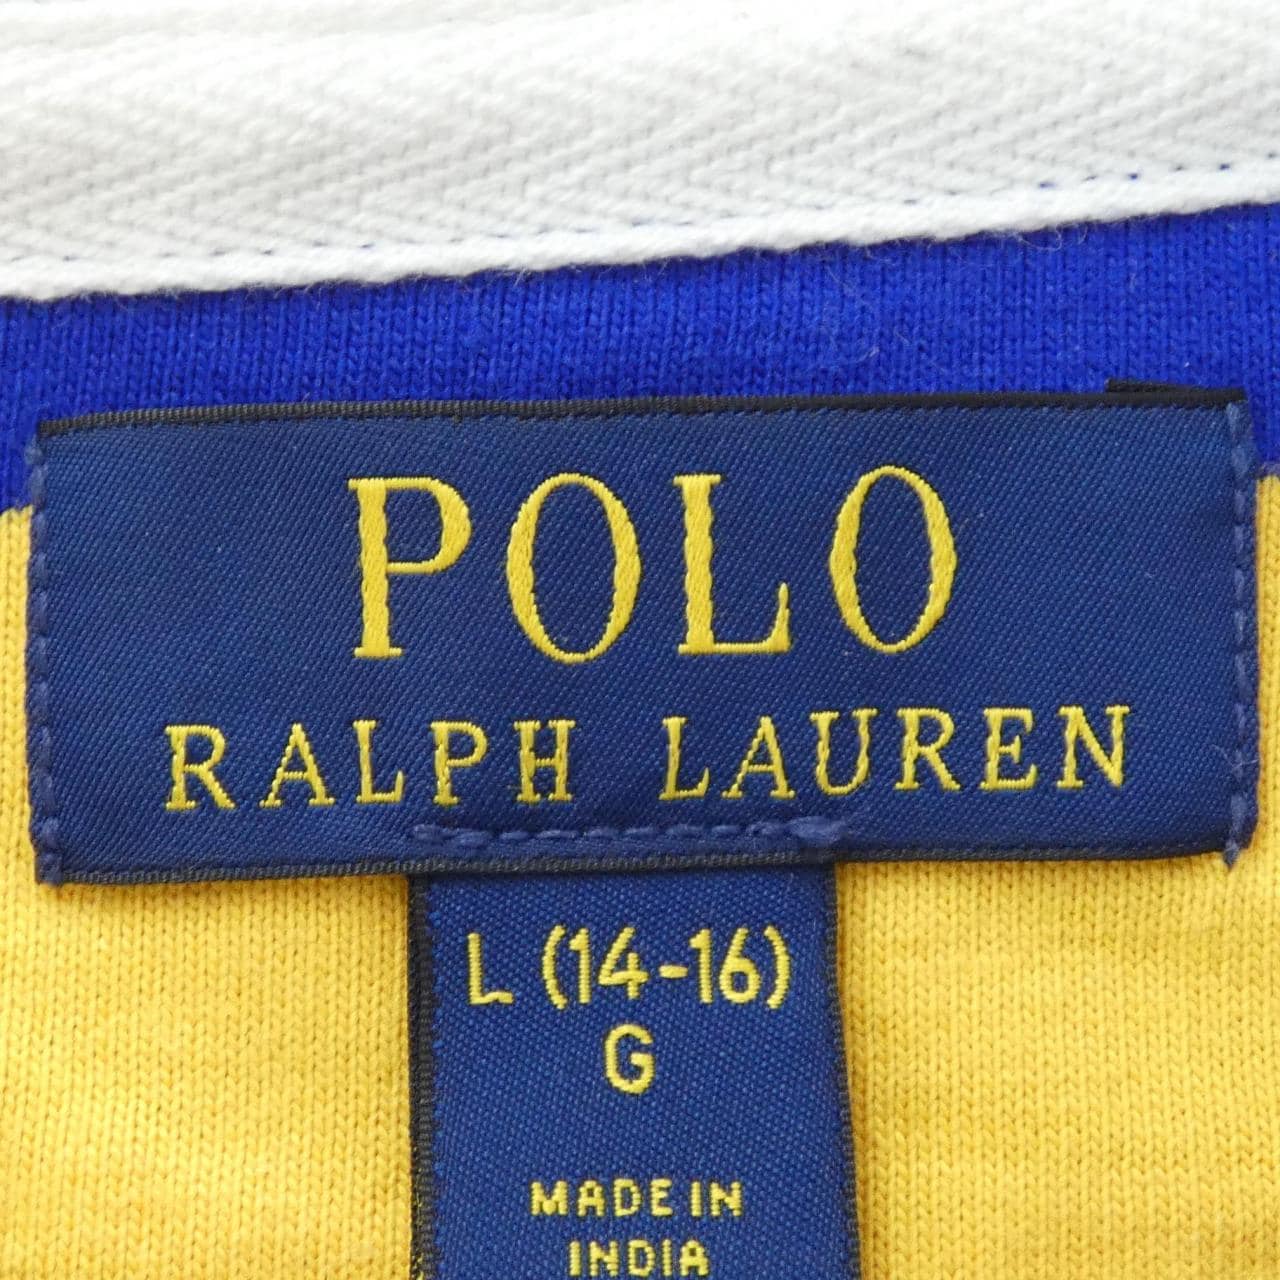 POLO
RALPH LAUREN
L (14-16)
G
MADE IN
INDIA